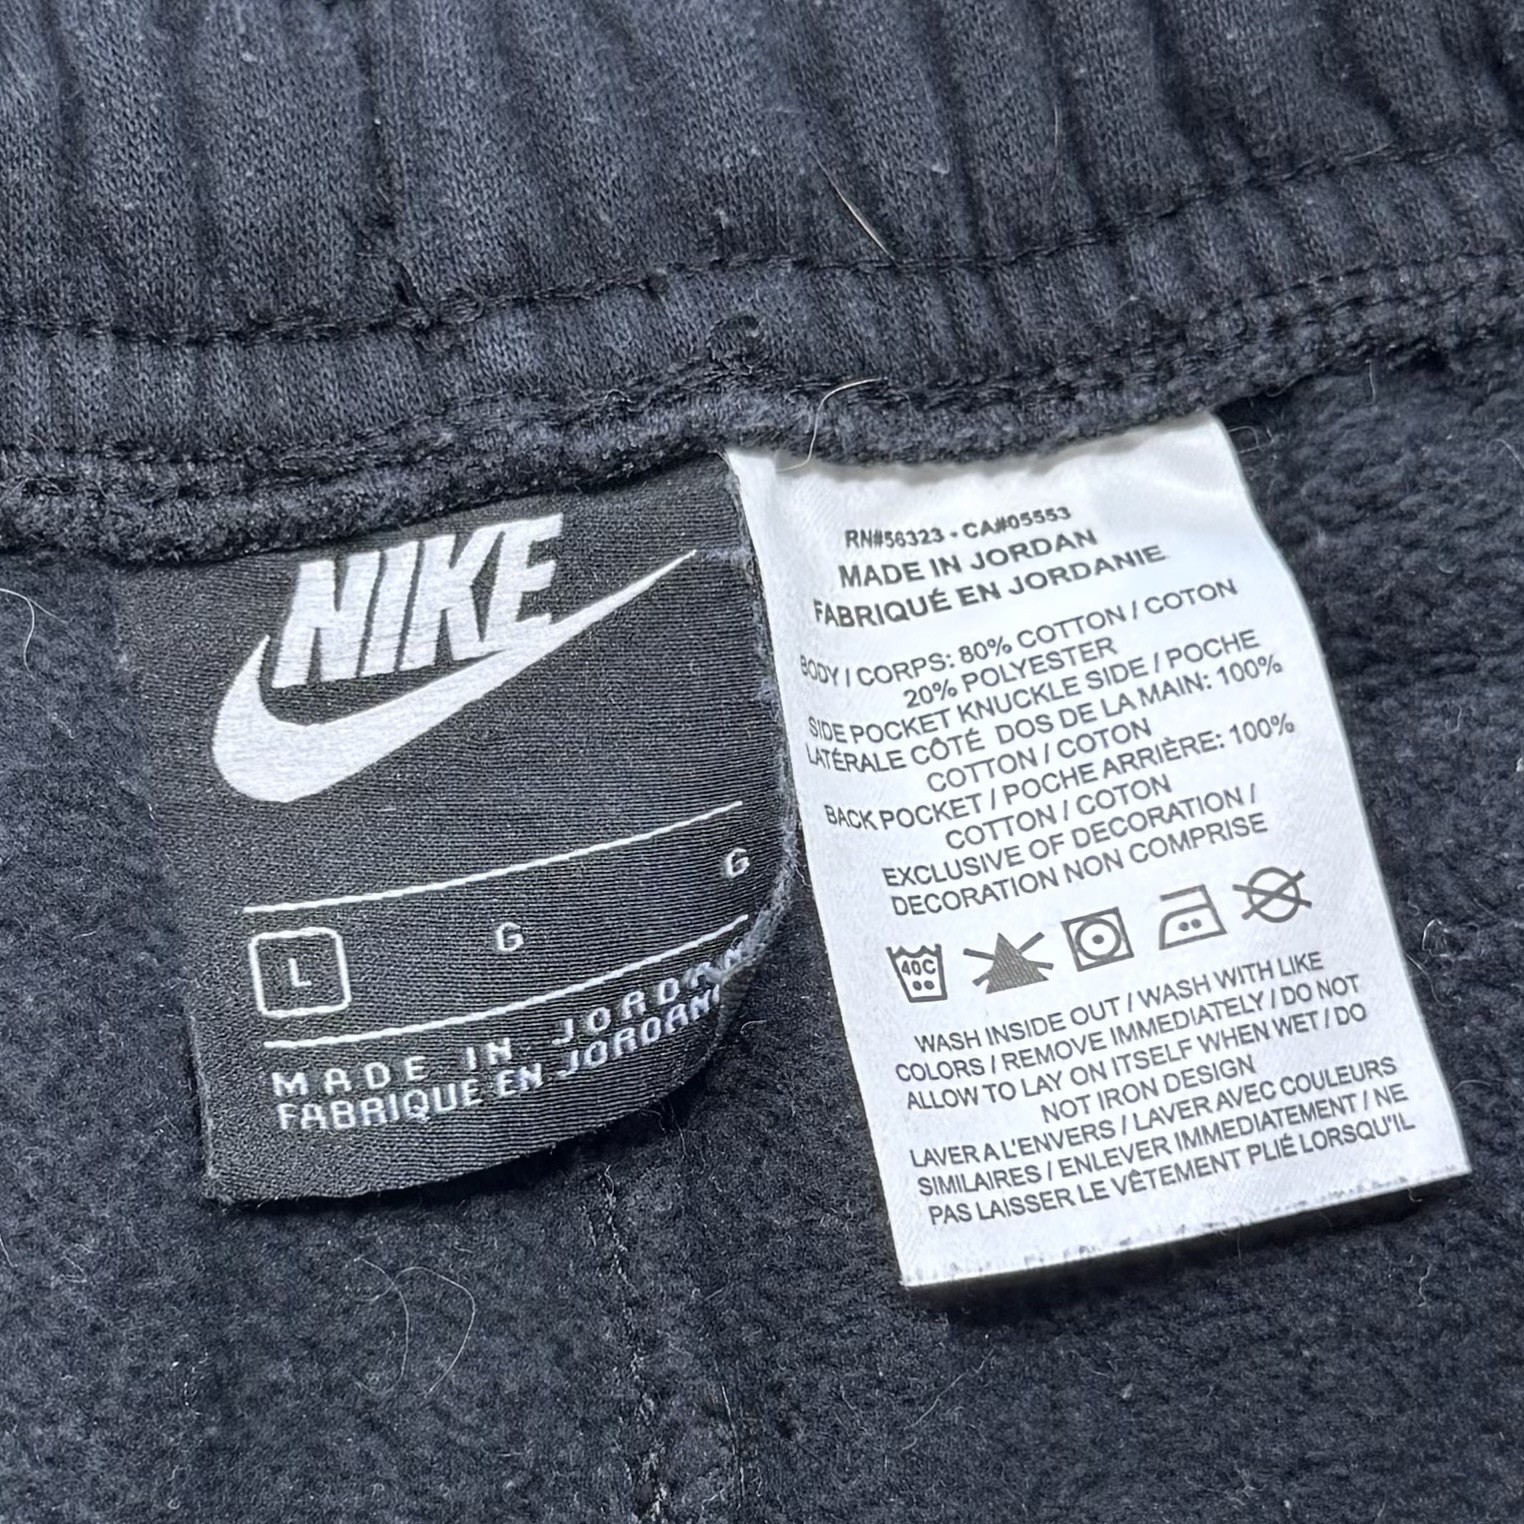 NIKE
L G G
MADE IN JORDAN
FABRIQUE EN JORDANI
RN#56323 - CA#05553
MADE IN JORDAN
FABRIQUÉ EN JORDANIE
BODY / CORPS: 80% COTTON / COTON
20% POLYESTER
SIDE POCKET KNUCKLE SIDE / POCHE
LATÉRALE CÔTÉ DOS DE LA MAIN: 100%
COTTON / COTON
BACK POCKET / POCHE ARRIÈRE: 100%
COTTON / COTON
EXCLUSIVE OF DECORATION /
DECORATION NON COMPRISE
40C
WASH INSIDE OUT / WASH WITH LIKE
COLORS / REMOVE IMMEDIATELY / DO NOT
ALLOW TO LAY ON ITSELF WHEN WET / DO
NOT IRON DESIGN
LAVER A L'ENVERS / LAVER AVEC COULEURS
SIMILAIRES / ENLEVER IMMEDIATEMENT / NE
PAS LAISSER LE VÊTEMENT PLIÉ LORSQU'IL